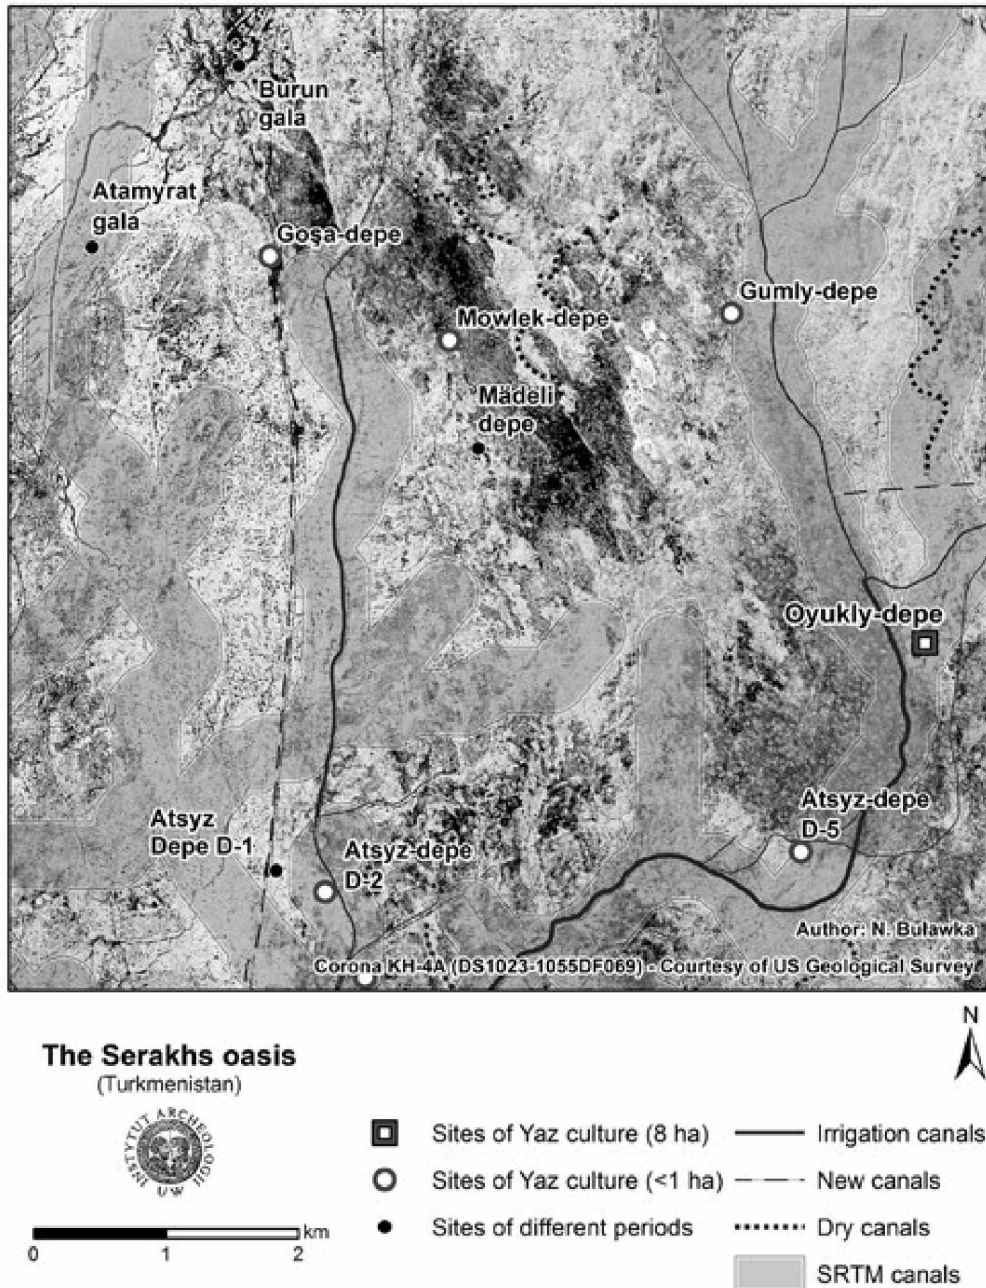 Burun
gala
Atamyrat
gala
Goşa-depe
Gumly-depe
Mowlek-depe
Mädeli
depe
Oyukly-depe
Atsyz-depe
D-5
Atsyz
Depe D-1
Atsyz-depe
D-2
Author: N. Buławka
Corona KH-4A (DS1023-1055DF069) - Courtesy of US Geological Survey
N
The Serakhs oasis
(Turkmenistan)
INSTYTUT ARCHEOLOGII
UW
km
0 1 2
Sites of Yaz culture (8 ha)
Sites of Yaz culture (<1 ha)
Sites of different periods
Irrigation canals
New canals
Dry canals
SRTM canals